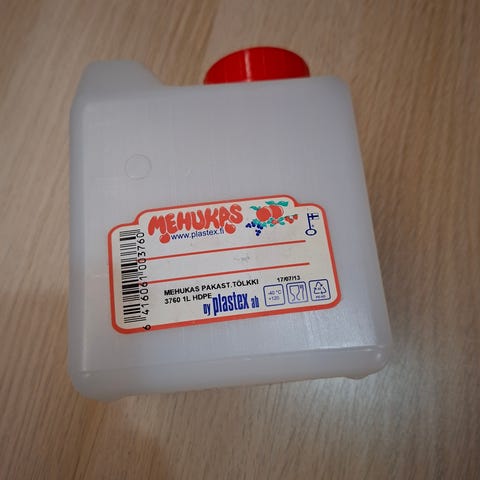 MEHUKAS
www.plastex.fi
6 416061 003760
MEHUKAS PAKAST.TÖLKKI
17/07/13
3760 1L HDPE
oy plastex ab
-40 °C
+120